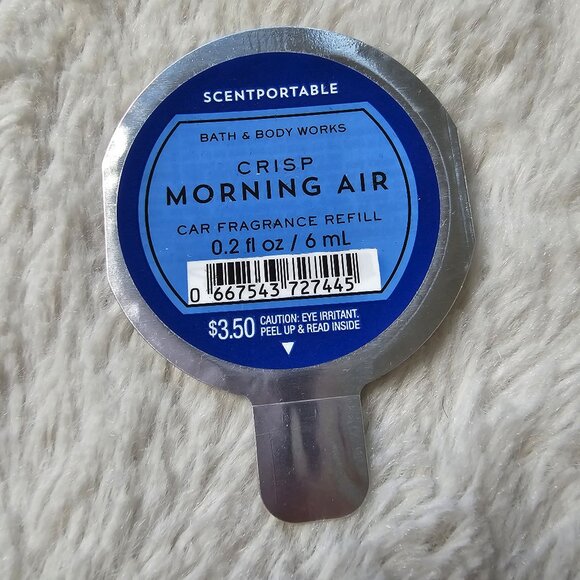 SCENTPORTABLE
BATH & BODY WORKS
CRISP
MORNING AIR
CAR FRAGRANCE REFILL
0.2 fl oz / 6 mL
0 667543 727445
$3.50 CAUTION: EYE IRRITANT.
PEEL UP & READ INSIDE